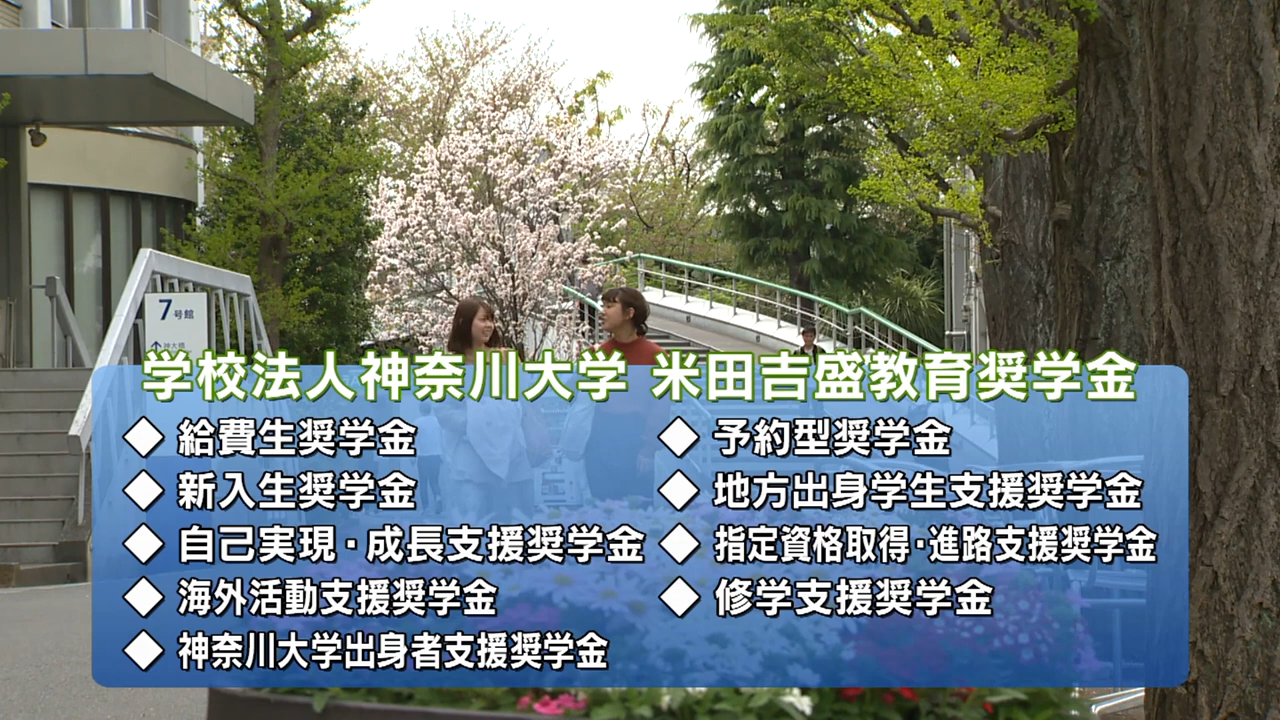 7号館
神大橋
学校法人神奈川大学 米田吉盛教育奨学金
◆ 給費生奨学金
◆ 新入生奨学金
◆ 自己実現・成長支援奨学金
◆ 海外活動支援奨学金
◆ 神奈川大学出身者支援奨学金
◆ 予約型奨学金
◆ 地方出身学生支援奨学金
◆ 指定資格取得・進路支援奨学金
◆ 修学支援奨学金